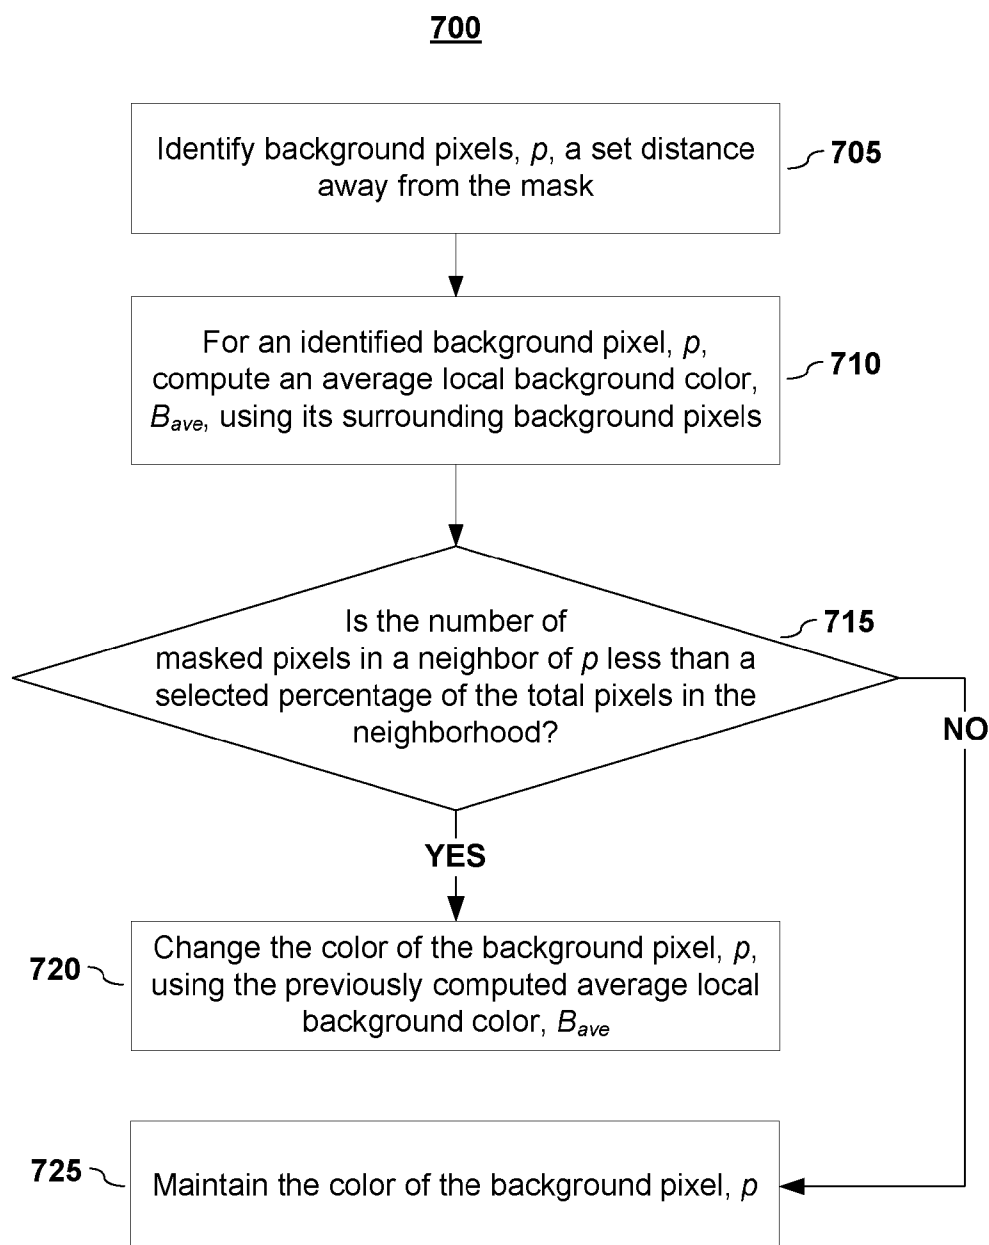 700
Identify background pixels, p, a set distance
away from the mask
705
For an identified background pixel, p,
compute an average local background color,
Bave, using its surrounding background pixels
710
Is the number of
masked pixels in a neighbor of p less than a
selected percentage of the total pixels in the
neighborhood?
715
NO
YES
Change the color of the background pixel, p,
using the previously computed average local
background color, Bave
720
Maintain the color of the background pixel, p
725